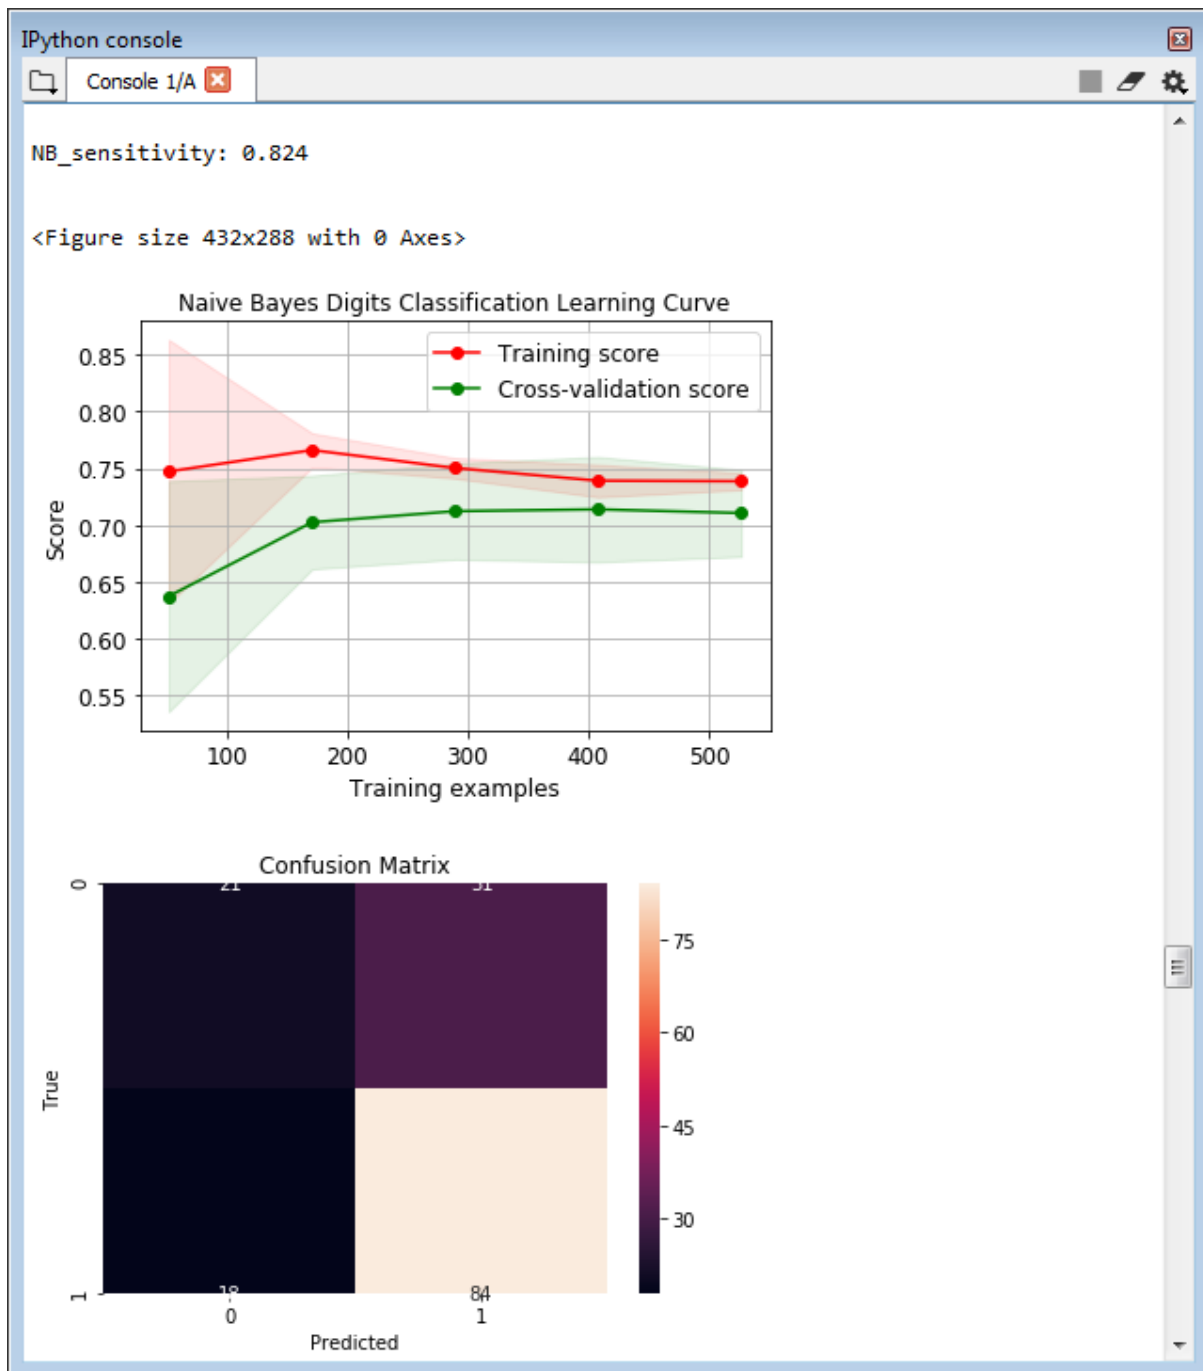 IPython console
Console 1/A
NB_sensitivity: 0.824
<Figure size 432x288 with 0 Axes>
Naive Bayes Digits Classification Learning Curve
Training score
Cross-validation score
0.85
0.80
0.75
0.70
0.65
0.60
0.55
Score
100 200 300 400 500
Training examples
Confusion Matrix
0
21
75
60
45
30
True
1
18 84
0 1
Predicted